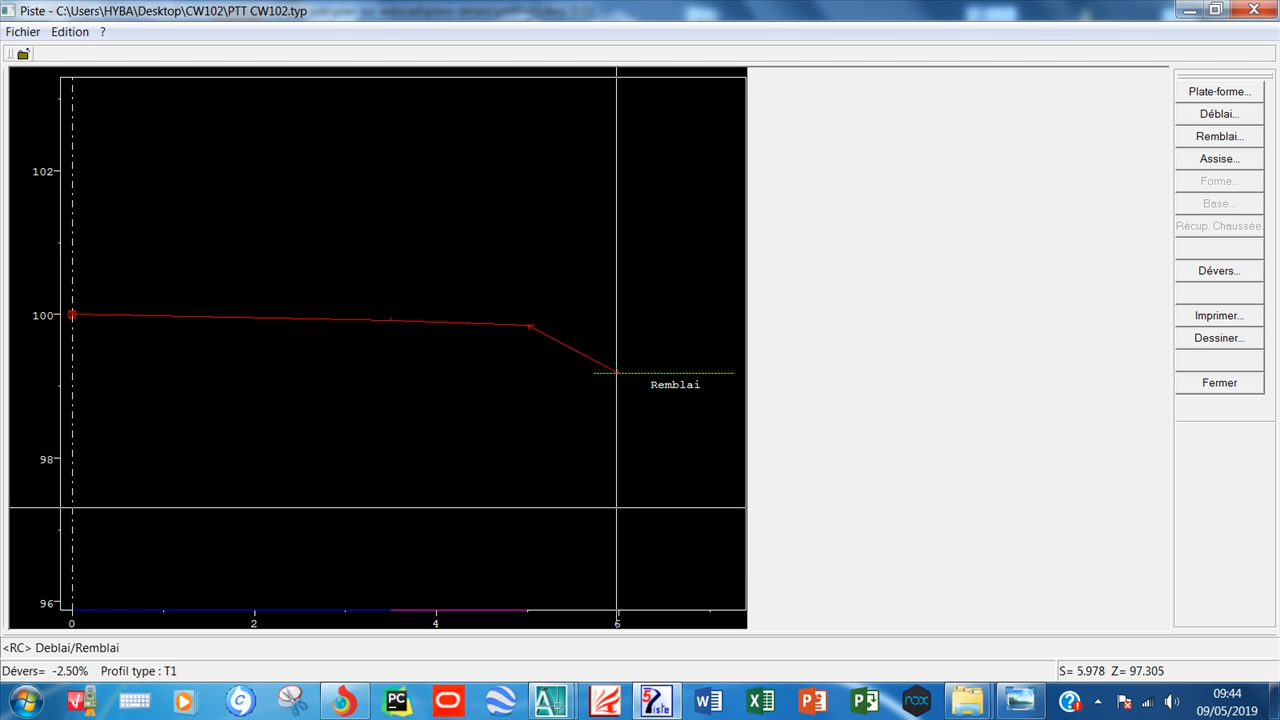 Piste - C:\Users\HYBA\Desktop\CW102\PTT CW102.typ
Fichier Edition ?
Plate-forme...
Déblai...
Remblai...
Assise...
Forme...
Base...
Récup. Chaussée
Dévers...
Imprimer...
Dessiner...
Fermer
102
100
98
96
Remblai
0 2 4 6
<RC> Deblai/Remblai
Dévers= -2.50% Profil type : T1
S= 5.978 Z= 97.305
09:44
09/05/2019